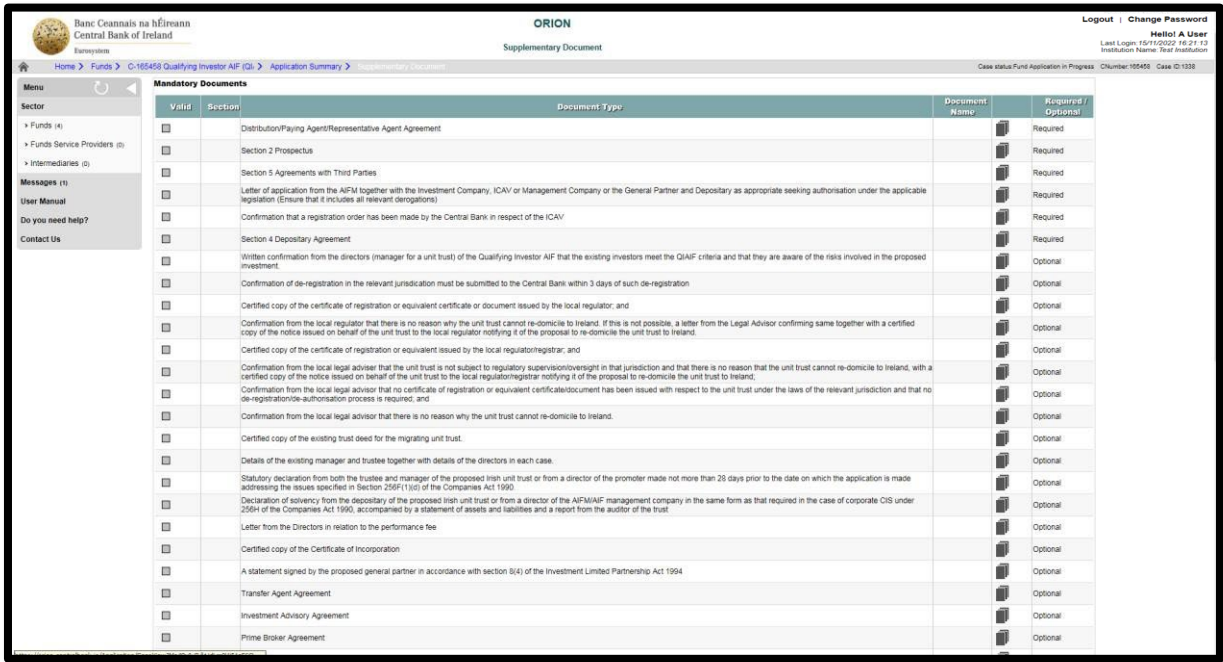 Banc Ceannais na hÉireann
Central Bank of Ireland
Eurosystem
ORION
Supplementary Document
Logout | Change Password
Hello! A User
Last Login:15/11/2022 16:21:13
Institution Name:Test Institution
Home > Funds > C-165458 Qualifying Investor AIF (QI. > Application Summary > Supplementary Document
Case status:Fund Application in Progress CNumber:165458 Case ID:1338
Menu
Sector
> Funds (4)
> Funds Service Providers (0)
> Intermediaries (0)
Messages (1)
User Manual
Do you need help?
Contact Us
Mandatory Documents
Valid Section Document Type Document Name Required / Optional
Distribution/Paying Agent/Representative Agent Agreement Required
Section 2 Prospectus Required
Section 5 Agreements with Third Parties Required
Letter of application from the AIFM together with the Investment Company, ICAV or Management Company or the General Partner and Depositary as appropriate seeking authorisation under the applicable
legislation (Ensure that it includes all relevant derogations) Required
Confirmation that a registration order has been made by the Central Bank in respect of the ICAV Required
Section 4 Depositary Agreement Required
Written confirmation from the directors (manager for a unit trust) of the Qualifying Investor AIF that the existing investors meet the QIAIF criteria and that they are aware of the risks involved in the proposed
investment. Optional
Confirmation of de-registration in the relevant jurisdication must be submitted to the Central Bank within 3 days of such de-registration Optional
Certified copy of the certificate of registration or equivalent certificate or document issued by the local regulator; and Optional
Confirmation from the local regulator that there is no reason why the unit trust cannot re-domicile to Ireland. If this is not possible, a letter from the Legal Advisor confirming same together with a certified
copy of the notice issued on behalf of the unit trust to the local regulator notifying it of the proposal to re-domicile the unit trust to Ireland. Optional
Certified copy of the certificate of registration or equivalent issued by the local regulator/registrar; and Optional
Confirmation from the local legal adviser that the unit trust is not subject to regulatory supervision/oversight in that jurisdiction and that there is no reason that the unit trust cannot re-domicile to Ireland, with a
certified copy of the notice issued on behalf of the unit trust to the local regulator/registrar notifying it of the proposal to re-domicile the unit trust to Ireland; Optional
Confirmation from the local legal advisor that no certificate of registration or equivalent certificate/document has been issued with respect to the unit trust under the laws of the relevant jurisdiction and that no
de-registration/de-authorisation process is required; and Optional
Confirmation from the local legal advisor that there is no reason why the unit trust cannot re-domicile to Ireland. Optional
Certified copy of the existing trust deed for the migrating unit trust. Optional
Details of the existing manager and trustee together with details of the directors in each case. Optional
Statutory declaration from both the trustee and manager of the proposed Irish unit trust or from a director of the promoter made not more than 28 days prior to the date on which the application is made
addressing the issues specified in Section 256F(1)(d) of the Companies Act 1990. Optional
Declaration of solvency from the depositary of the proposed Irish unit trust or from a director of the AIFM/AIF management company in the same form as that required in the case of corporate CIS under
256H of the Companies Act 1990, accompanied by a statement of assets and liabilities and a report from the auditor of the trust Optional
Letter from the Directors in relation to the performance fee Optional
Certified copy of the Certificate of Incorporation Optional
A statement signed by the proposed general partner in accordance with section 8(4) of the Investment Limited Partnership Act 1994 Optional
Transfer Agent Agreement Optional
Investment Advisory Agreement Optional
Prime Broker Agreement Optional